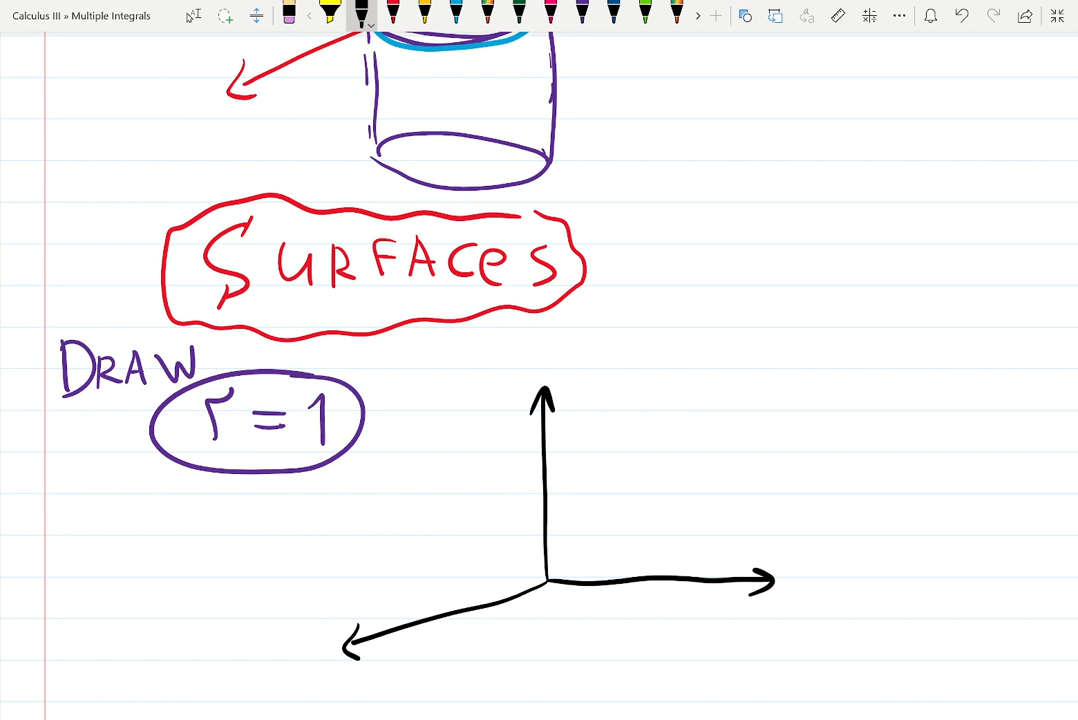 Calculus III » Multiple Integrals
SURFACeS
DRAW
r = 1